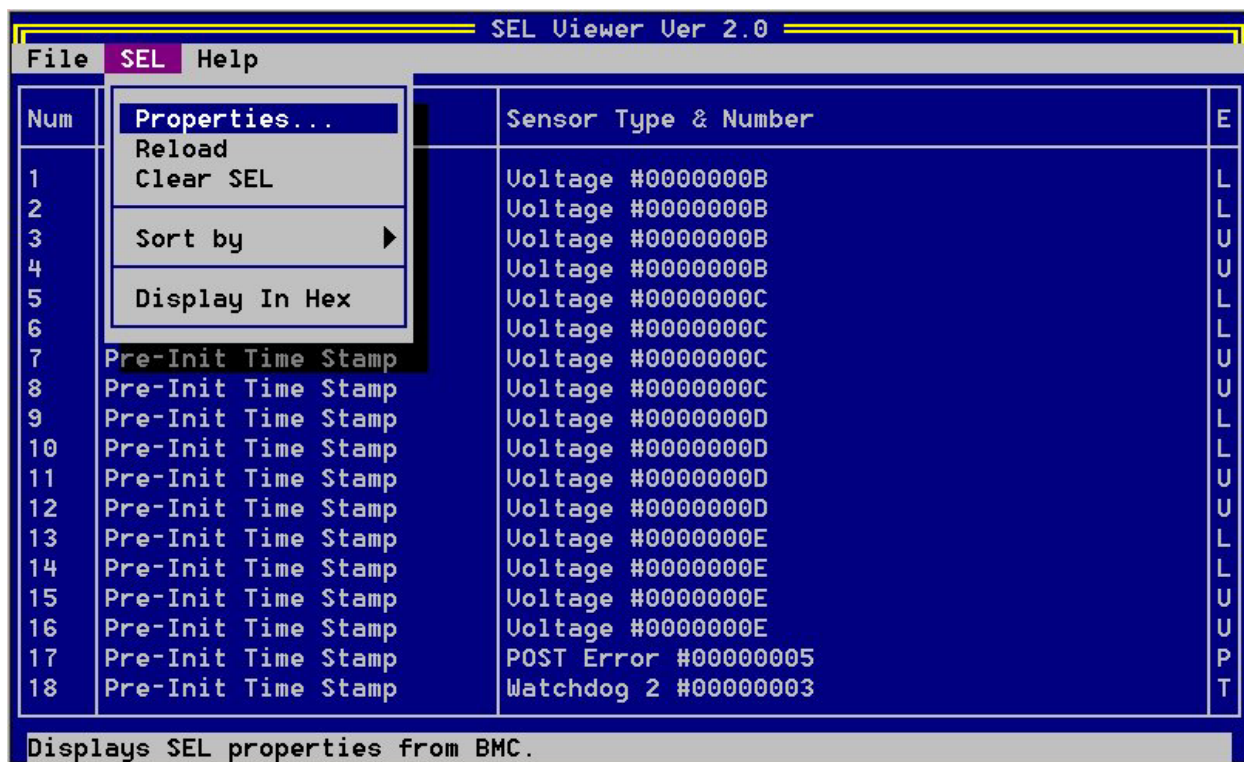 SEL Viewer Ver 2.0
File SEL Help
Num Properties... Sensor Type & Number E
Reload
1 Clear SEL Voltage #0000000B L
2 Voltage #0000000B L
3 Sort by Voltage #0000000B U
4 Voltage #0000000B U
5 Display In Hex Voltage #0000000C L
6 Voltage #0000000C L
7 Pre-Init Time Stamp Voltage #0000000C U
8 Pre-Init Time Stamp Voltage #0000000C U
9 Pre-Init Time Stamp Voltage #0000000D L
10 Pre-Init Time Stamp Voltage #0000000D L
11 Pre-Init Time Stamp Voltage #0000000D U
12 Pre-Init Time Stamp Voltage #0000000D U
13 Pre-Init Time Stamp Voltage #0000000E L
14 Pre-Init Time Stamp Voltage #0000000E L
15 Pre-Init Time Stamp Voltage #0000000E U
16 Pre-Init Time Stamp Voltage #0000000E U
17 Pre-Init Time Stamp POST Error #00000005 P
18 Pre-Init Time Stamp Watchdog 2 #00000003 T
Displays SEL properties from BMC.